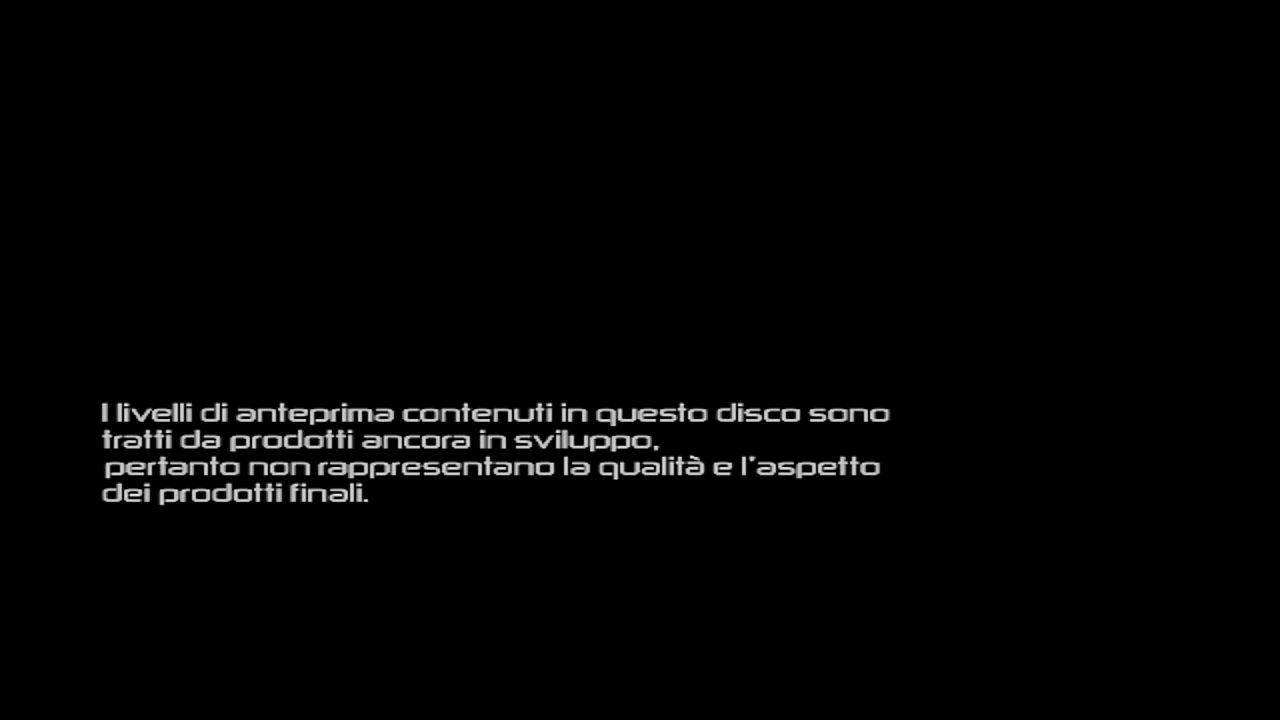 I livelli di anteprima contenuti in questo disco sono
tratti da prodotti ancora in sviluppo,
pertanto non rappresentano la qualità e l'aspetto
dei prodotti finali.